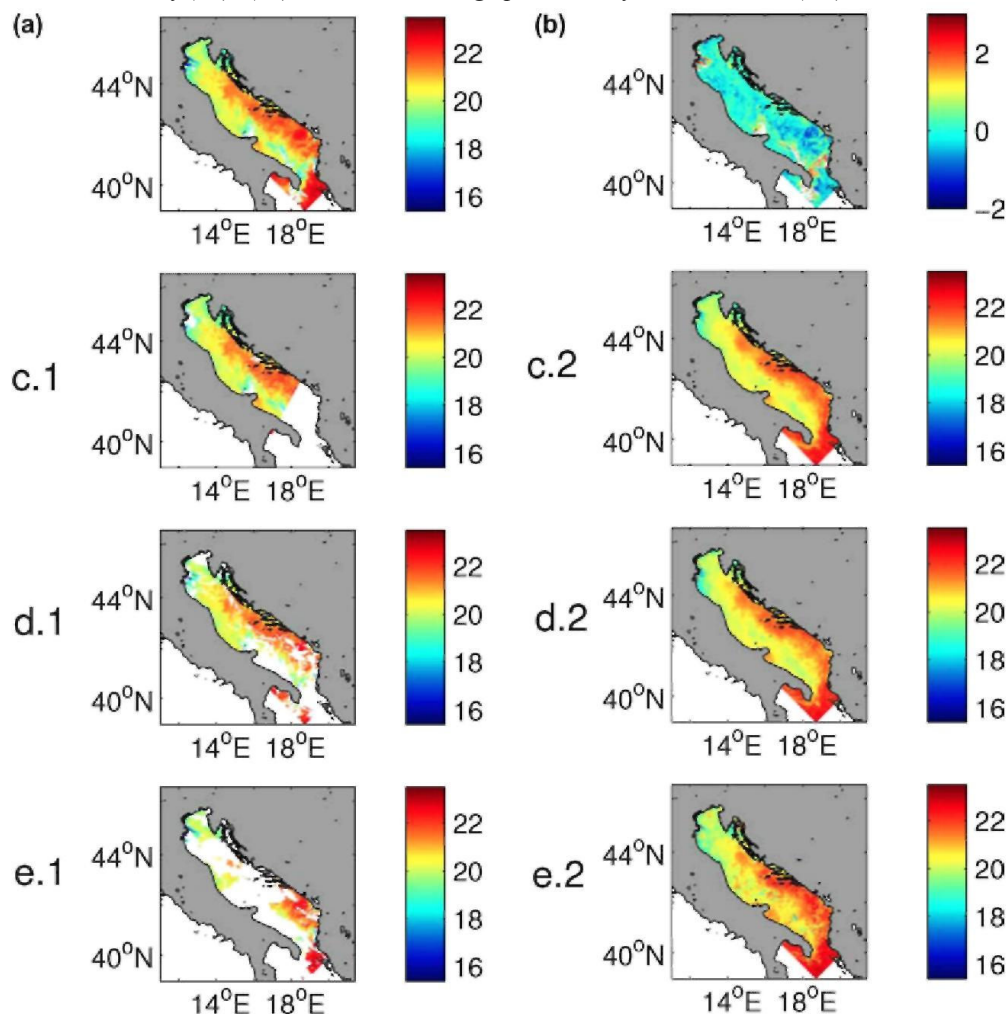 (a) (b)
44°N 40°N 14°E 18°E 22 20 18 16
44°N 40°N 14°E 18°E 2 0 −2
c.1 44°N 40°N 14°E 18°E 22 20 18 16
c.2 44°N 40°N 14°E 18°E 22 20 18 16
d.1 44°N 40°N 14°E 18°E 22 20 18 16
d.2 44°N 40°N 14°E 18°E 22 20 18 16
e.1 44°N 40°N 14°E 18°E 22 20 18 16
e.2 44°N 40°N 14°E 18°E 22 20 18 16